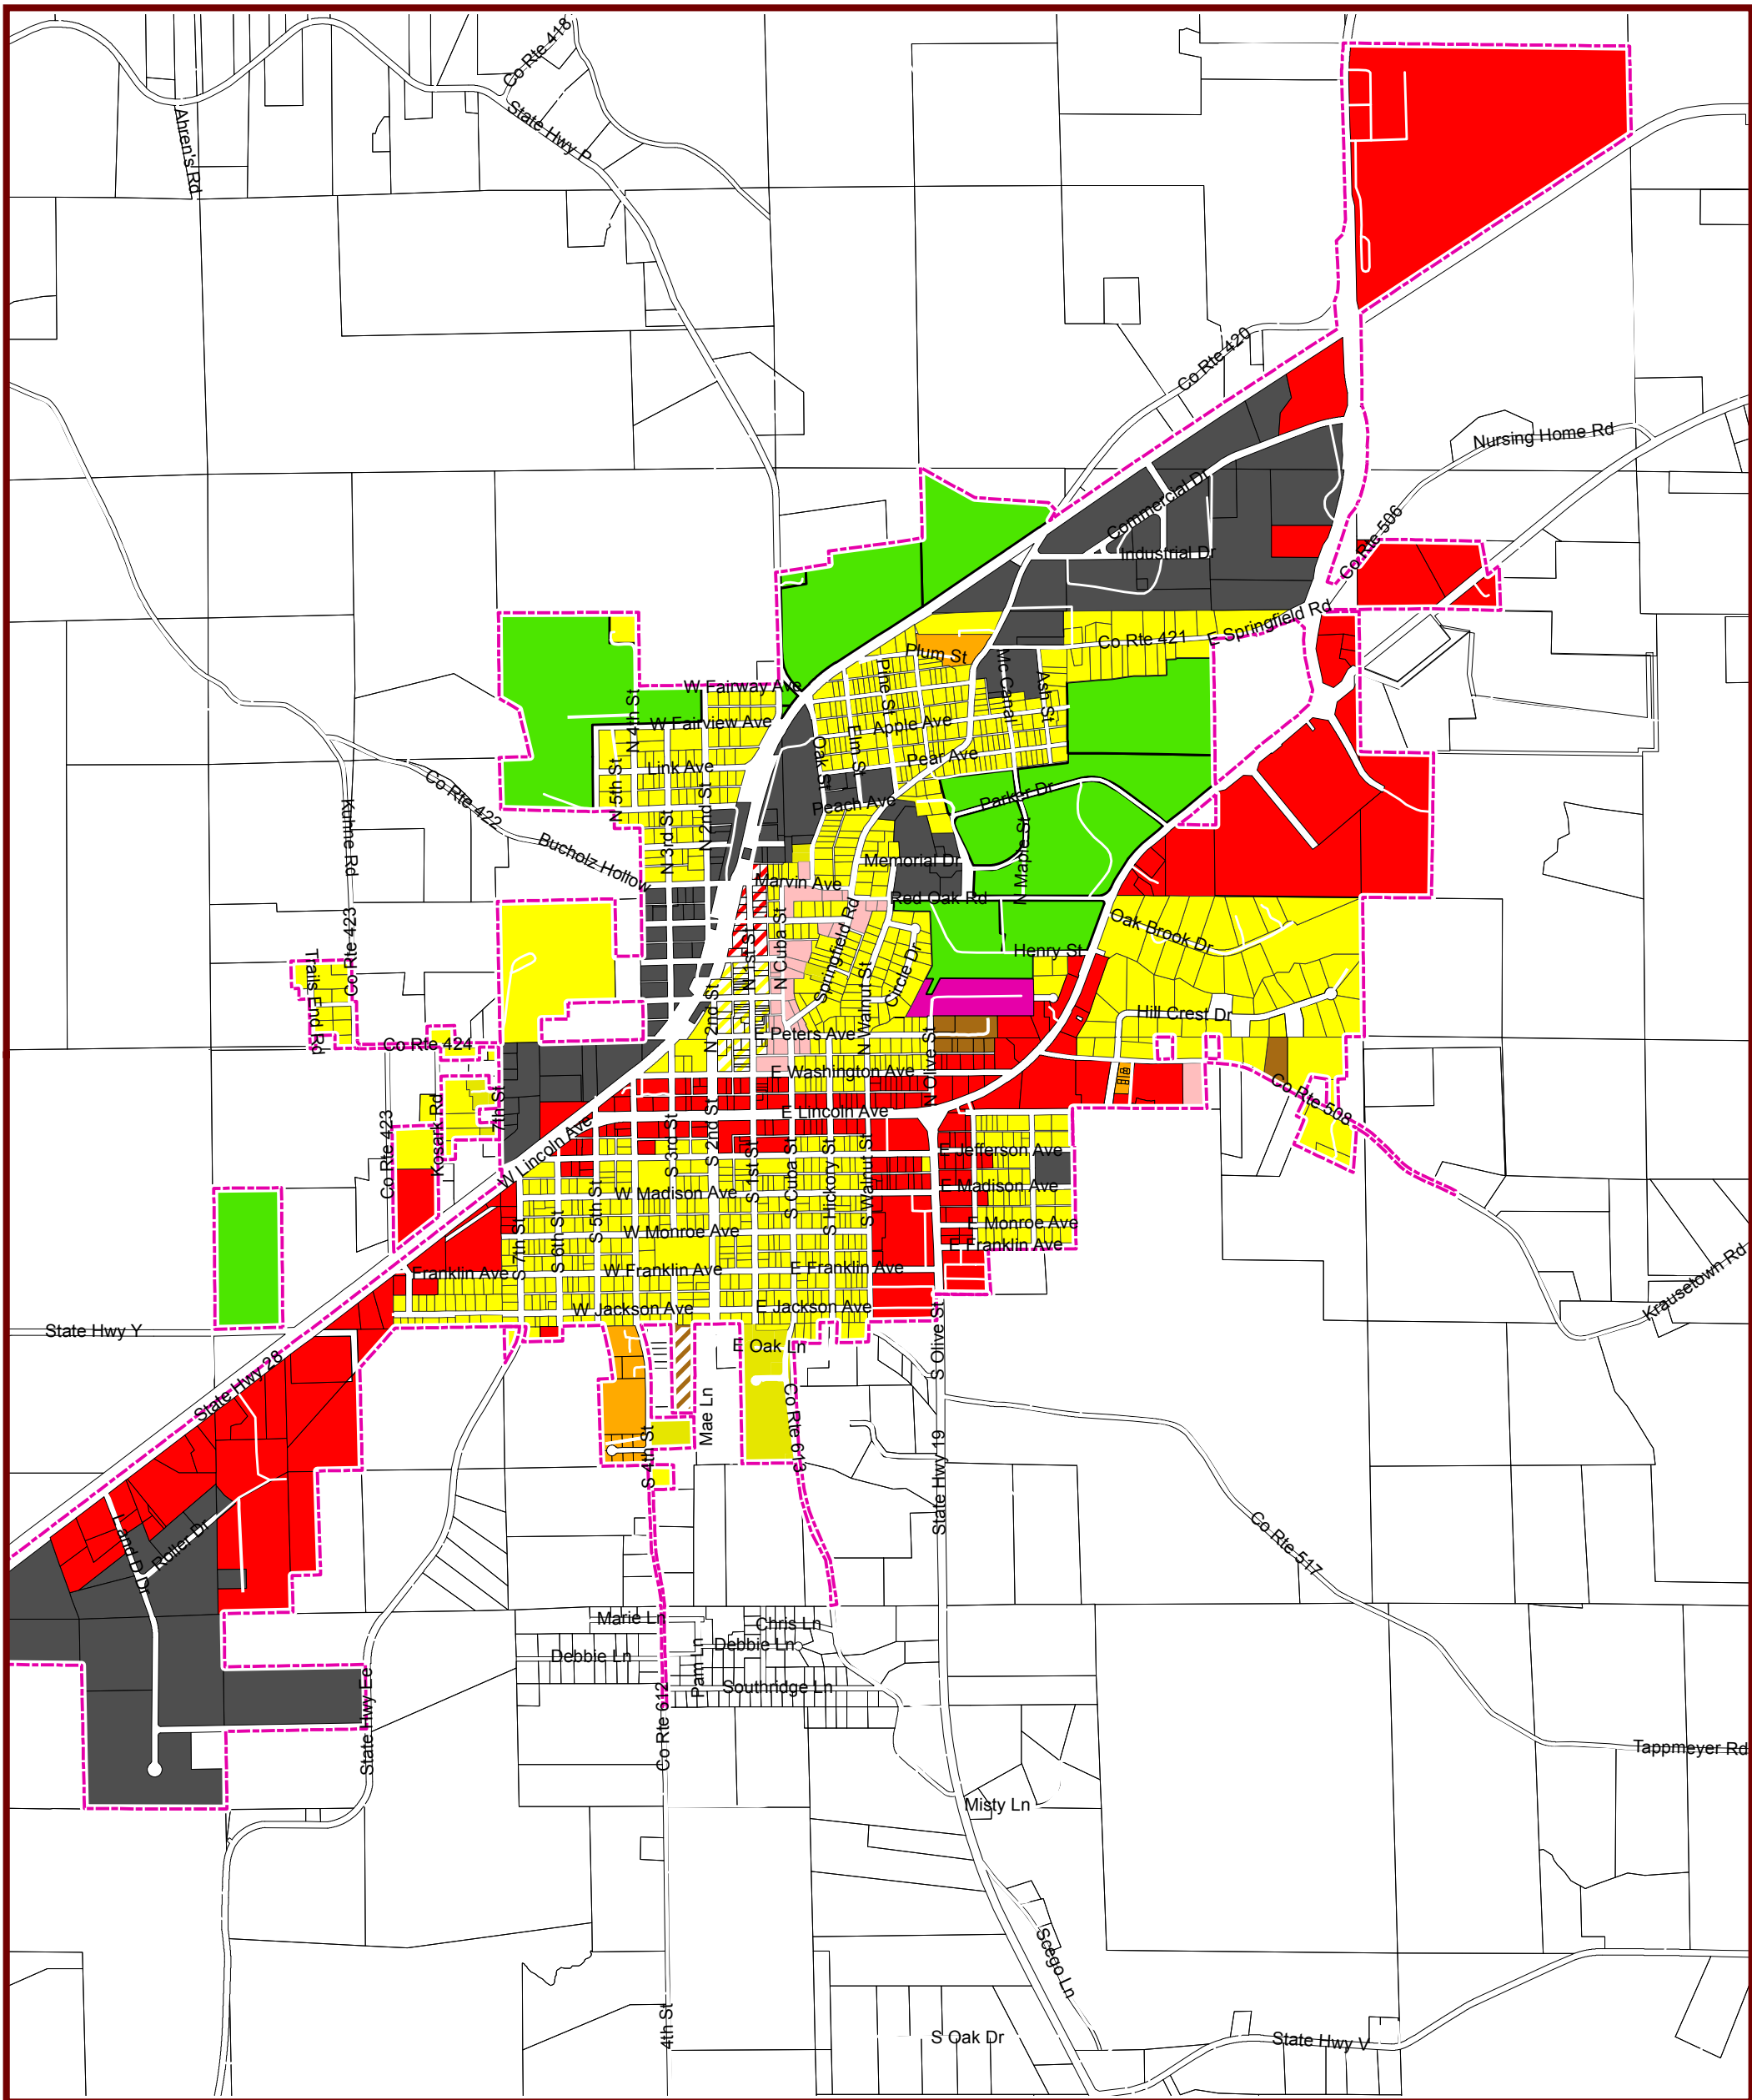 Co Rte 418
State Hwy P
Ahren's Rd
Co Rte 420
Nursing Home Rd
Commercial Dr
Industrial Dr
Co Rte 506
E Springfield Rd
Co Rte 421
Plum St
Pine St
Mc Canal
Ash St
W Fairway Ave
N 4th St
W Fairview Ave
Apple Ave
Elm St
Oak St
Pear Ave
Link Ave
N 5th St
N 2nd St
Parker Dr
Peach Ave
Co Rte 422
Kuhne Rd
N 3rd St
Bucholz Hollow
Memorial Dr
N Maple St
Marvin Ave
Red Oak Rd
Oak Brook Dr
Henry St
N Cuba St
Springfield Rd
N 1st St
Circle Dr
N Walnut St
Co Rte 423
Trails End Rd
Hill Crest Dr
N 2nd St
E Peters Ave
Co Rte 424
E Washington Ave
N Olive St
Co Rte 508
7th St
Kosark Rd
Co Rte 423
E Lincoln Ave
W Lincoln Ave
S 3rd St
S 2nd St
S 1st St
S Cuba St
S Hickory St
S Walnut St
E Jefferson Ave
W Madison Ave
E Madison Ave
S 5th St
S 6th St
S 7th St
W Monroe Ave
E Monroe Ave
E Franklin Ave
Franklin Ave
W Franklin Ave
E Franklin Ave
W Jackson Ave
E Jackson Ave
Krausetown Rd
State Hwy Y
E Oak Ln
S Olive St
State Hwy 28
Mae Ln
Co Rte 613
S 4th St
State Hwy 19
Co Rte 517
Roller Dr
L and D Dr
Marie Ln
Chris Ln
Debbie Ln
Debbie Ln
Pam Ln
Southridge Ln
State Hwy Ee
Co Rte 612
Tappmeyer Rd
Misty Ln
Scego Ln
4th St
S Oak Dr
State Hwy V